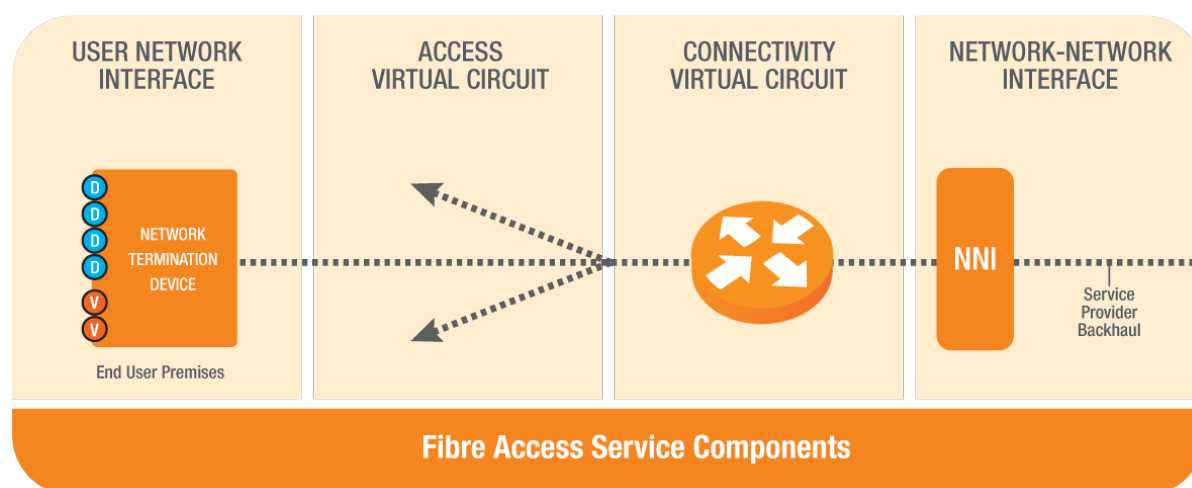 USER NETWORK
INTERFACE
ACCESS
VIRTUAL CIRCUIT
CONNECTIVITY
VIRTUAL CIRCUIT
NETWORK-NETWORK
INTERFACE
D
D
D
D
V
V
NETWORK
TERMINATION
DEVICE
End User Premises
NNI
Service
Provider
Backhaul
Fibre Access Service Components